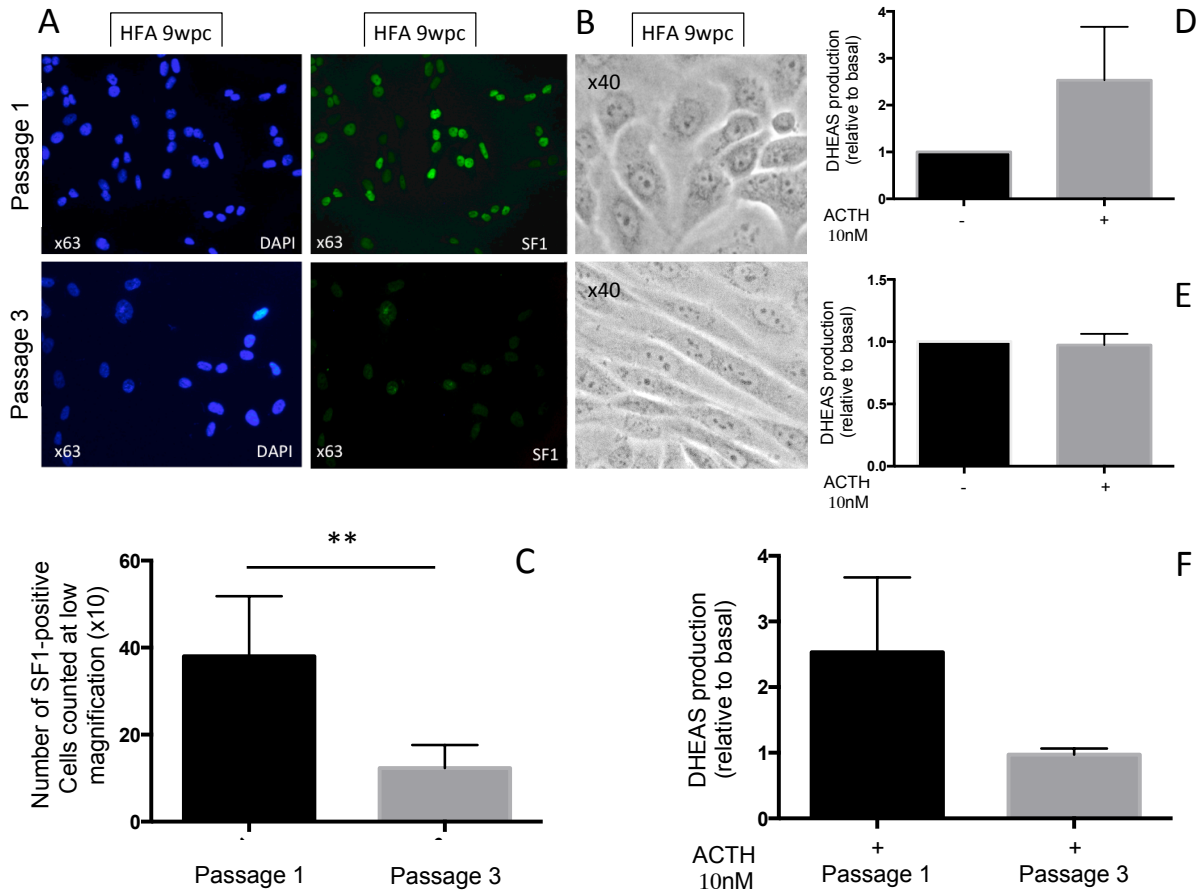 A
HFA 9wpc
HFA 9wpc
B
HFA 9wpc
Passage 1
x63
DAPI
x63
SF1
x40
Passage 3
x63
DAPI
x63
SF1
x40
D
DHEAS production
(relative to basal)
4
3
2
1
0
ACTH
10nM
-
+
E
DHEAS production
(relative to basal)
1.5
1.0
0.5
0.0
ACTH
10nM
-
+
C
**
Number of SF1-positive
Cells counted at low
magnification (x10)
60
40
20
0
Passage 1
Passage 3
F
DHEAS production
(relative to basal)
4
3
2
1
0
ACTH
10nM
+
+
Passage 1
Passage 3